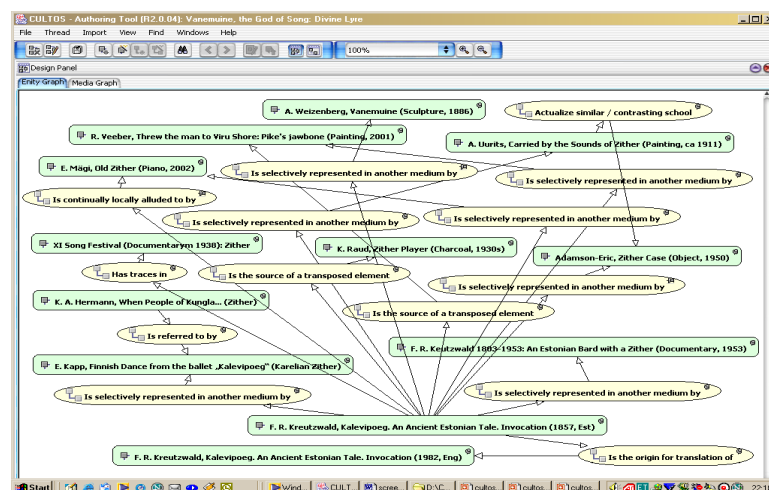 CULTOS - Authoring Tool (R2.0.04): Vanemuine, the God of Song: Divine Lyre
File Thread Import View Find Windows Help
100%
Design Panel
Enity Graph Media Graph
A. Weizenberg, Vanemuine (Sculpture, 1886)
Actualize similar / contrasting school
R. Veeber, Threw the man to Viru Shore: Pike's jawbone (Painting, 2001)
A. Uurits, Carried by the Sounds of Zither (Painting, ca 1911)
E. Mägi, Old Zither (Piano, 2002)
Is selectively represented in another medium by
Is selectively represented in another medium by
Is continually locally alluded to by
Is selectively represented in another medium by
Is selectively represented in another medium by
XI Song Festival (Documentarym 1938): Zither
K. Raud, Zither Player (Charcoal, 1930s)
Adamson-Eric, Zither Case (Object, 1950)
Has traces in
Is the source of a transposed element
Is selectively represented in another medium by
K. A. Hermann, When People of Kungla... (Zither)
Is the source of a transposed element
Is referred to by
F. R. Keutzwald 1803-1953: An Estonian Bard with a Zither (Documentary, 1953)
E. Kapp, Finnish Dance from the ballet „Kalevipoeg“ (Karelian Zither)
Is selectively represented in another medium by
Is selectively represented in another medium by
F. R. Kreutzwald, Kalevipoeg. An Ancient Estonian Tale. Invocation (1857, Est)
F. R. Kreutzwald, Kalevipoeg. An Ancient Estonian Tale. Invocation (1982, Eng)
Is the origin for translation of
Start Wind... CULT... scree... D:\C... cultos... cultos... cultos...